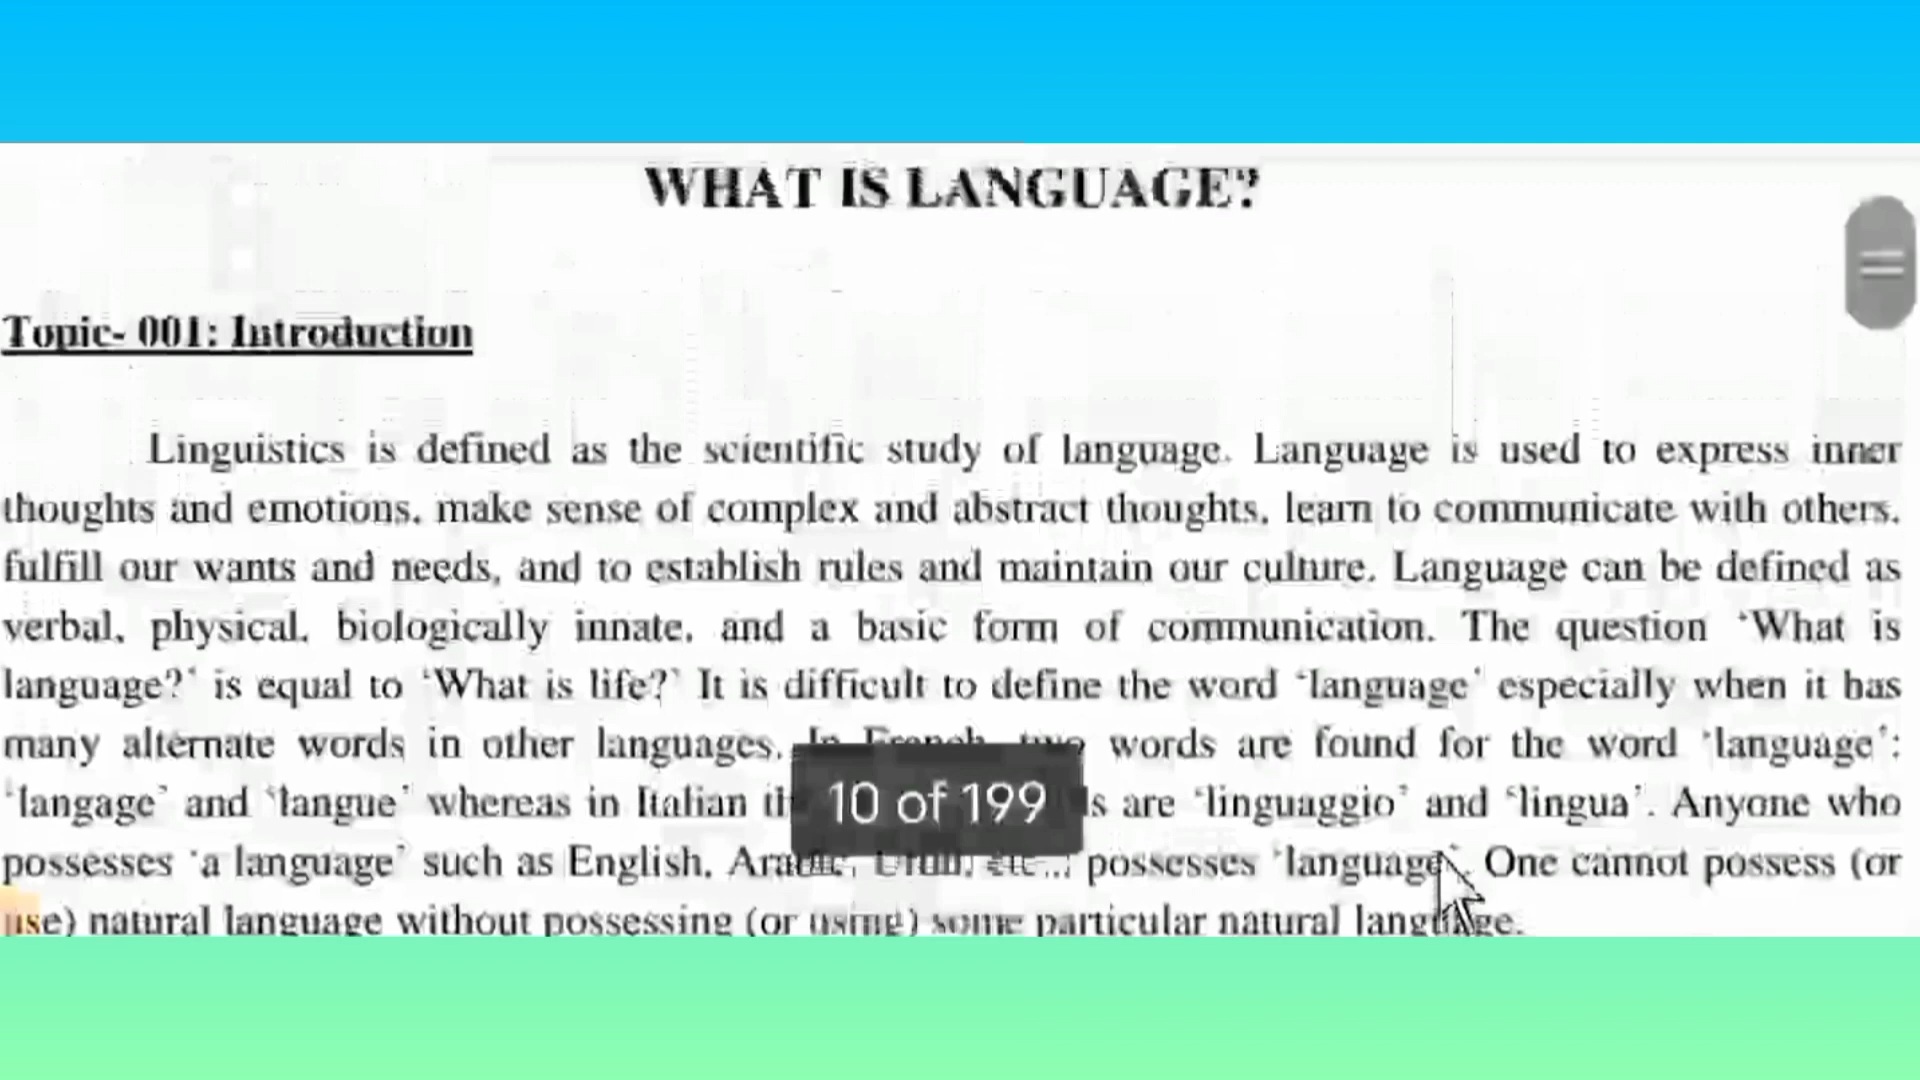 WHAT IS LANGUAGE?
Topic- 001: Introduction
Linguistics is defined as the scientific study of language. Language is used to express inner
thoughts and emotions, make sense of complex and abstract thoughts, learn to communicate with others,
fulfill our wants and needs, and to establish rules and maintain our culture. Language can be defined as
verbal, physical, biologically innate, and a basic form of communication. The question ‘What is
language?’ is equal to ‘What is life?’ It is difficult to define the word ‘language’ especially when it has
many alternate words in other languages. In French, two words are found for the word ‘language’:
‘langage’ and ‘langue’ whereas in Italian are ‘linguaggio’ and ‘lingua’. Anyone who
10 of 199
possesses ‘a language’ such as English, Arabic, Urdu, etc..; possesses ‘language’. One cannot possess (or
use) natural language without possessing (or using) some particular natural language.